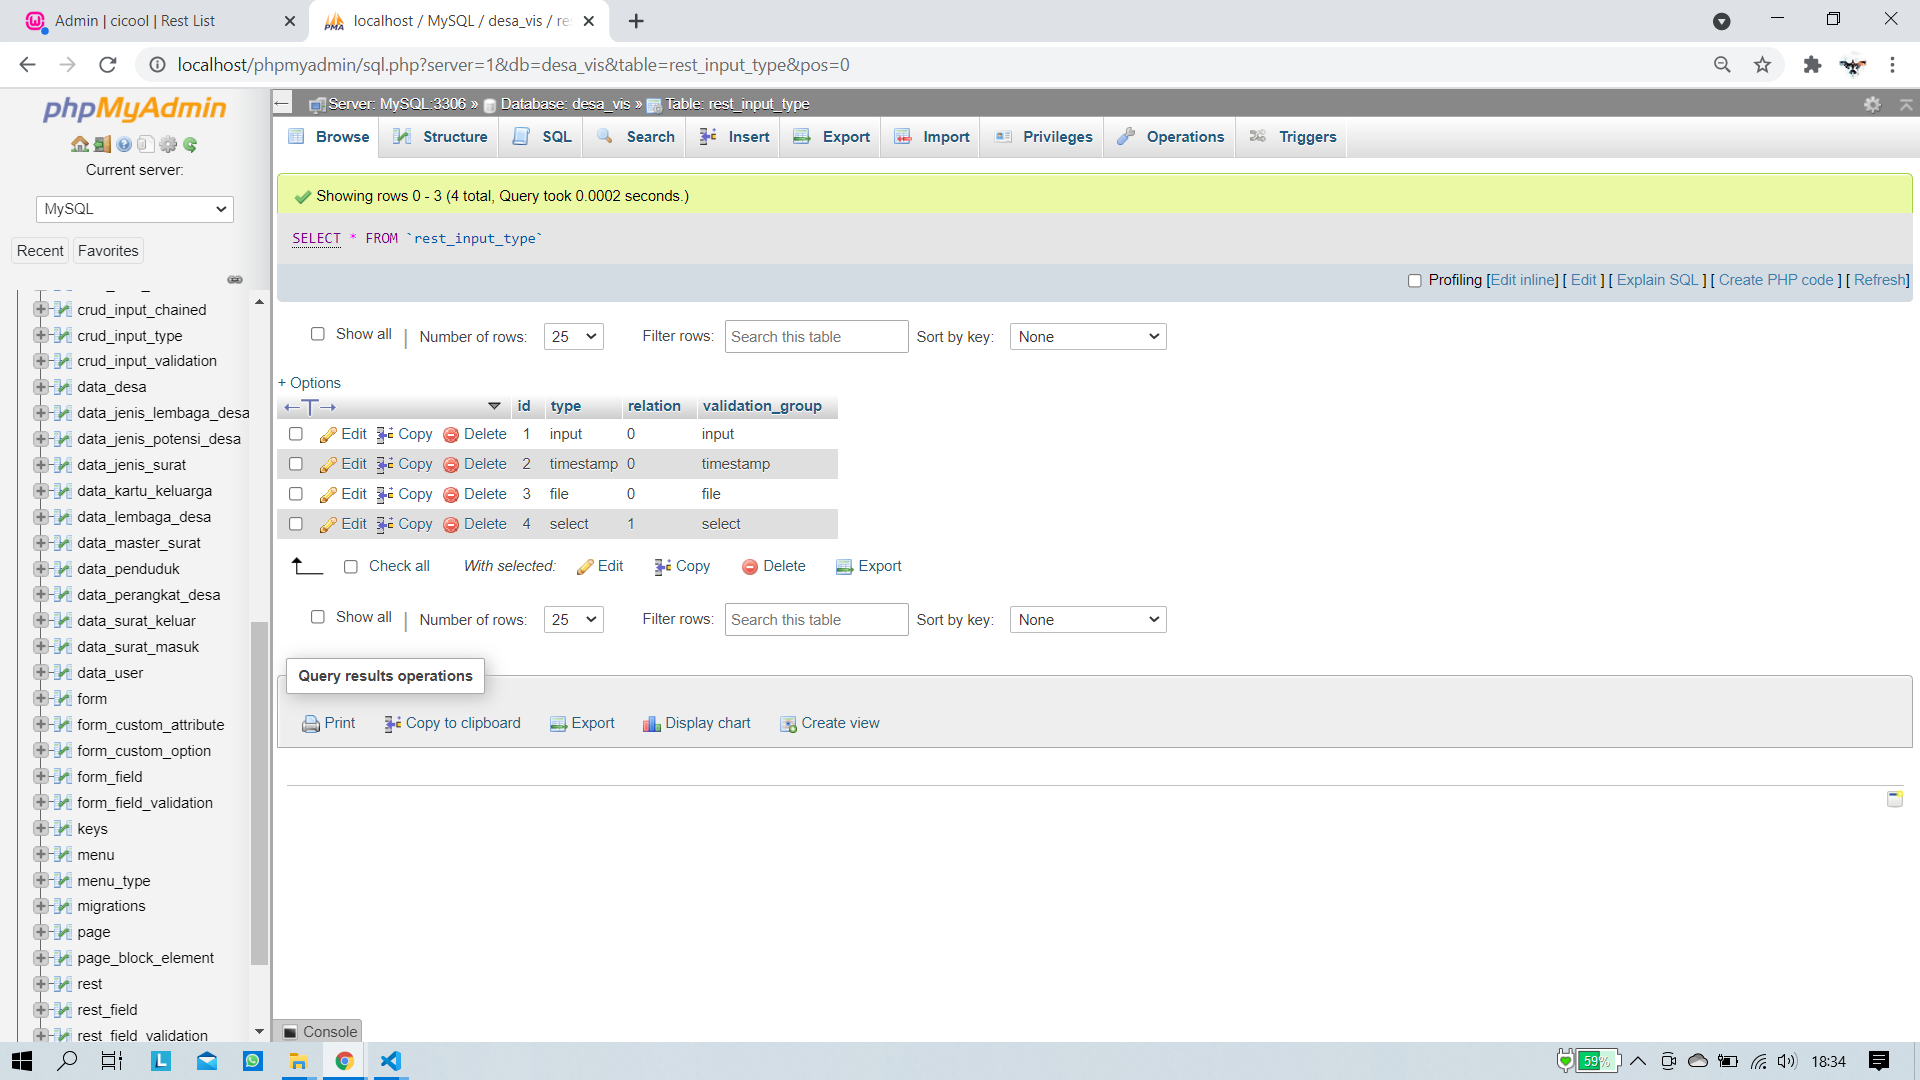 Admin | cicool | Rest List
localhost / MySQL / desa_vis / re
localhost/phpmyadmin/sql.php?server=1&db=desa_vis&table=rest_input_type&pos=0
phpMyAdmin
Current server:
MySQL
Recent
Favorites
crud_input_chained
crud_input_type
crud_input_validation
data_desa
data_jenis_lembaga_desa
data_jenis_potensi_desa
data_jenis_surat
data_kartu_keluarga
data_lembaga_desa
data_master_surat
data_penduduk
data_perangkat_desa
data_surat_keluar
data_surat_masuk
data_user
form
form_custom_attribute
form_custom_option
form_field
form_field_validation
keys
menu
menu_type
migrations
page
page_block_element
rest
rest_field
rest_field_validation
Server: MySQL:3306 » Database: desa_vis » Table: rest_input_type
Browse Structure SQL Search Insert Export Import Privileges Operations Triggers
Showing rows 0 - 3 (4 total, Query took 0.0002 seconds.)
SELECT * FROM `rest_input_type`
Profiling [Edit inline] [ Edit ] [ Explain SQL ] [ Create PHP code ] [ Refresh]
Show all | Number of rows: 25 Filter rows: Search this table Sort by key: None
+ Options
←T→ id type relation validation_group
Edit Copy Delete 1 input 0 input
Edit Copy Delete 2 timestamp 0 timestamp
Edit Copy Delete 3 file 0 file
Edit Copy Delete 4 select 1 select
Check all With selected: Edit Copy Delete Export
Show all | Number of rows: 25 Filter rows: Search this table Sort by key: None
Query results operations
Print Copy to clipboard Export Display chart Create view
Console
59%
18:34